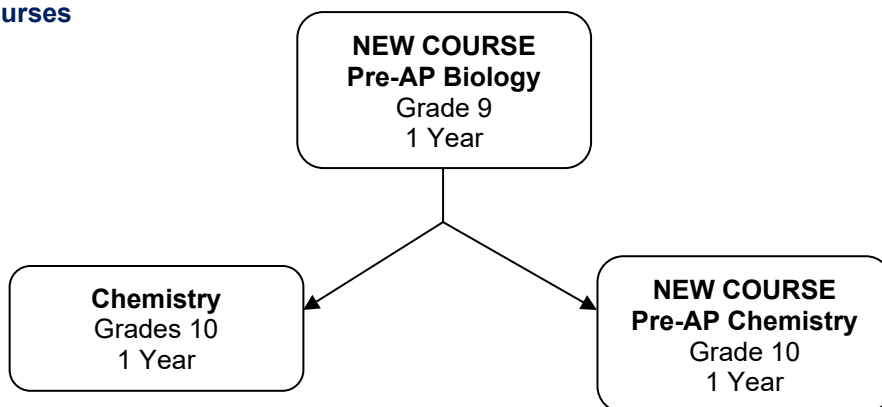 urses
NEW COURSE
Pre-AP Biology
Grade 9
1 Year
Chemistry
Grades 10
1 Year
NEW COURSE
Pre-AP Chemistry
Grade 10
1 Year